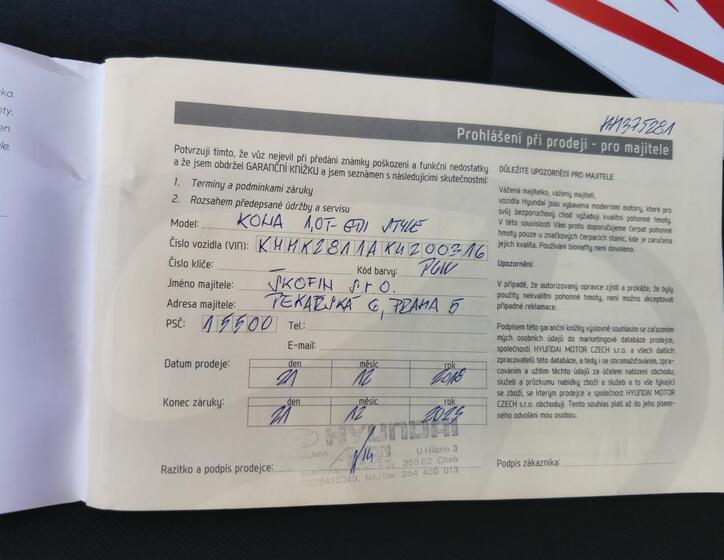 ka.
oty.
en.
le.
HM375281
Prohlášení při prodeji - pro majitele
Potvrzuji tímto, že vůz nejevil při předání známky poškození a funkční nedostatky
a že jsem obdržel GARANČNÍ KNÍŽKU a jsem seznámen s následujícími skutečnostmi:
1. Termíny a podmínkami záruky
2. Rozsahem předepsané údržby a servisu
Model: KONA 1,0T-GDI STYLE
Číslo vozidla (VIN): KMHK2811AKU200316
Číslo klíče: – Kód barvy: PGW
Jméno majitele: ŠKOFIN s.r.o.
Adresa majitele: PEKAŘSKÁ 6, PRAHA 5
PSČ: 15500 Tel.:
E-mail:
Datum prodeje: den měsíc rok
21 12 2018
Konec záruky: den měsíc rok
21 12 2023
HYUNDAI
U Hilarie 3
350 02 Cheb
tel./fax: 354 430 013
Razítko a podpis prodejce:
DŮLEŽITÉ UPOZORNĚNÍ PRO MAJITELE
Vážená majitelko, vážený majiteli,
vozidla Hyundai jsou vybavena moderními motory, které pro
svůj bezporuchový chod vyžadují kvalitní pohonné hmoty.
V této souvislosti Vám proto doporučujeme čerpat pohonné
hmoty pouze u značkových čerpacích stanic, kde je zaručena
jejich kvalita. Používání bionafty není dovoleno.
Upozornění:
V případě, že autorizovaný opravce zjistí a prokáže, že byly
použity nekvalitní pohonné hmoty, není možno akceptovat
případné reklamace.
Podpisem této garanční knížky výslovně souhlasím se zařazením
mých osobních údajů do marketingové databáze prodejce,
společnosti HYUNDAI MOTOR CZECH s.r.o. a všech dalších
zpracovatelů této databáze, a tedy i se shromažďováním, zpra-
cováním a užitím těchto údajů za účelem nabízení obchodu,
služeb a průzkumu nabídky zboží a služeb a to vše týkající
se zboží, se kterým prodejce a společnost HYUNDAI MOTOR
CZECH s.r.o. obchodují. Tento souhlas platí až do jeho písem-
ného odvolání mou osobou.
Podpis zákazníka: